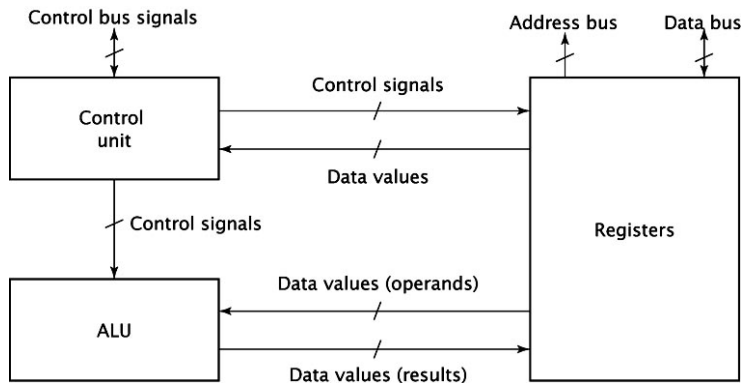 Control bus signals
Address bus
Data bus
Control signals
Control
unit
Data values
Control signals
Registers
Data values (operands)
ALU
Data values (results)